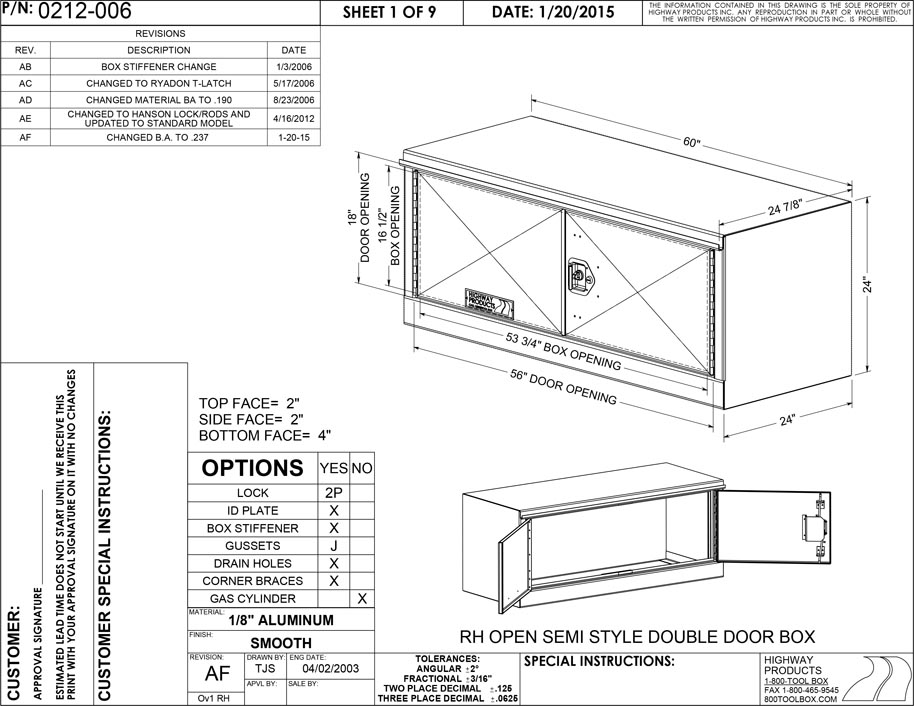 P/N: 0212-006
SHEET 1 OF 9
DATE: 1/20/2015
THE INFORMATION CONTAINED IN THIS DRAWING IS THE SOLE PROPERTY OF
HIGHWAY PRODUCTS INC. ANY REPRODUCTION IN PART OR WHOLE WITHOUT
THE WRITTEN PERMISSION OF HIGHWAY PRODUCTS INC. IS PROHIBITED.
REVISIONS
REV. DESCRIPTION DATE
AB BOX STIFFENER CHANGE 1/3/2006
AC CHANGED TO RYADON T-LATCH 5/17/2006
AD CHANGED MATERIAL BA TO .190 8/23/2006
AE CHANGED TO HANSON LOCK/RODS AND
UPDATED TO STANDARD MODEL 4/16/2012
AF CHANGED B.A. TO .237 1-20-15
60"
24 7/8"
18"
DOOR OPENING
16 1/2"
BOX OPENING
24"
HIGHWAY
PRODUCTS
53 3/4" BOX OPENING
56" DOOR OPENING
24"
TOP FACE= 2"
SIDE FACE= 2"
BOTTOM FACE= 4"
OPTIONS YES NO
LOCK 2P
ID PLATE X
BOX STIFFENER X
GUSSETS J
DRAIN HOLES X
CORNER BRACES X
GAS CYLINDER X
MATERIAL:
1/8" ALUMINUM
FINISH:
SMOOTH
REVISION:
AF
Ov1 RH
DRAWN BY:
TJS
ENG DATE:
04/02/2003
APVL BY:
SALE BY:
CUSTOMER:
APPROVAL SIGNATURE
ESTIMATED LEAD TIME DOES NOT START UNTIL WE RECEIVE THIS
PRINT WITH YOUR APPROVAL SIGNATURE ON IT WITH NO CHANGES
CUSTOMER SPECIAL INSTRUCTIONS:
RH OPEN SEMI STYLE DOUBLE DOOR BOX
TOLERANCES:
ANGULAR ±2°
FRACTIONAL ±3/16"
TWO PLACE DECIMAL ±.125
THREE PLACE DECIMAL ±.0625
SPECIAL INSTRUCTIONS:
HIGHWAY
PRODUCTS
1-800-TOOL BOX
FAX 1-800-465-9545
800TOOLBOX.COM